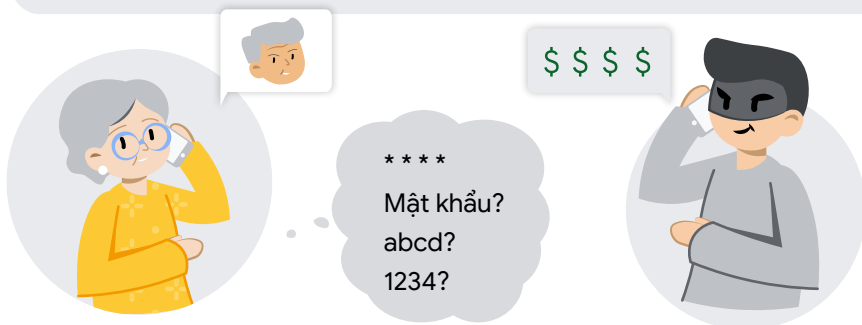 $ $ $ $
* * * *
Mật khẩu?
abcd?
1234?